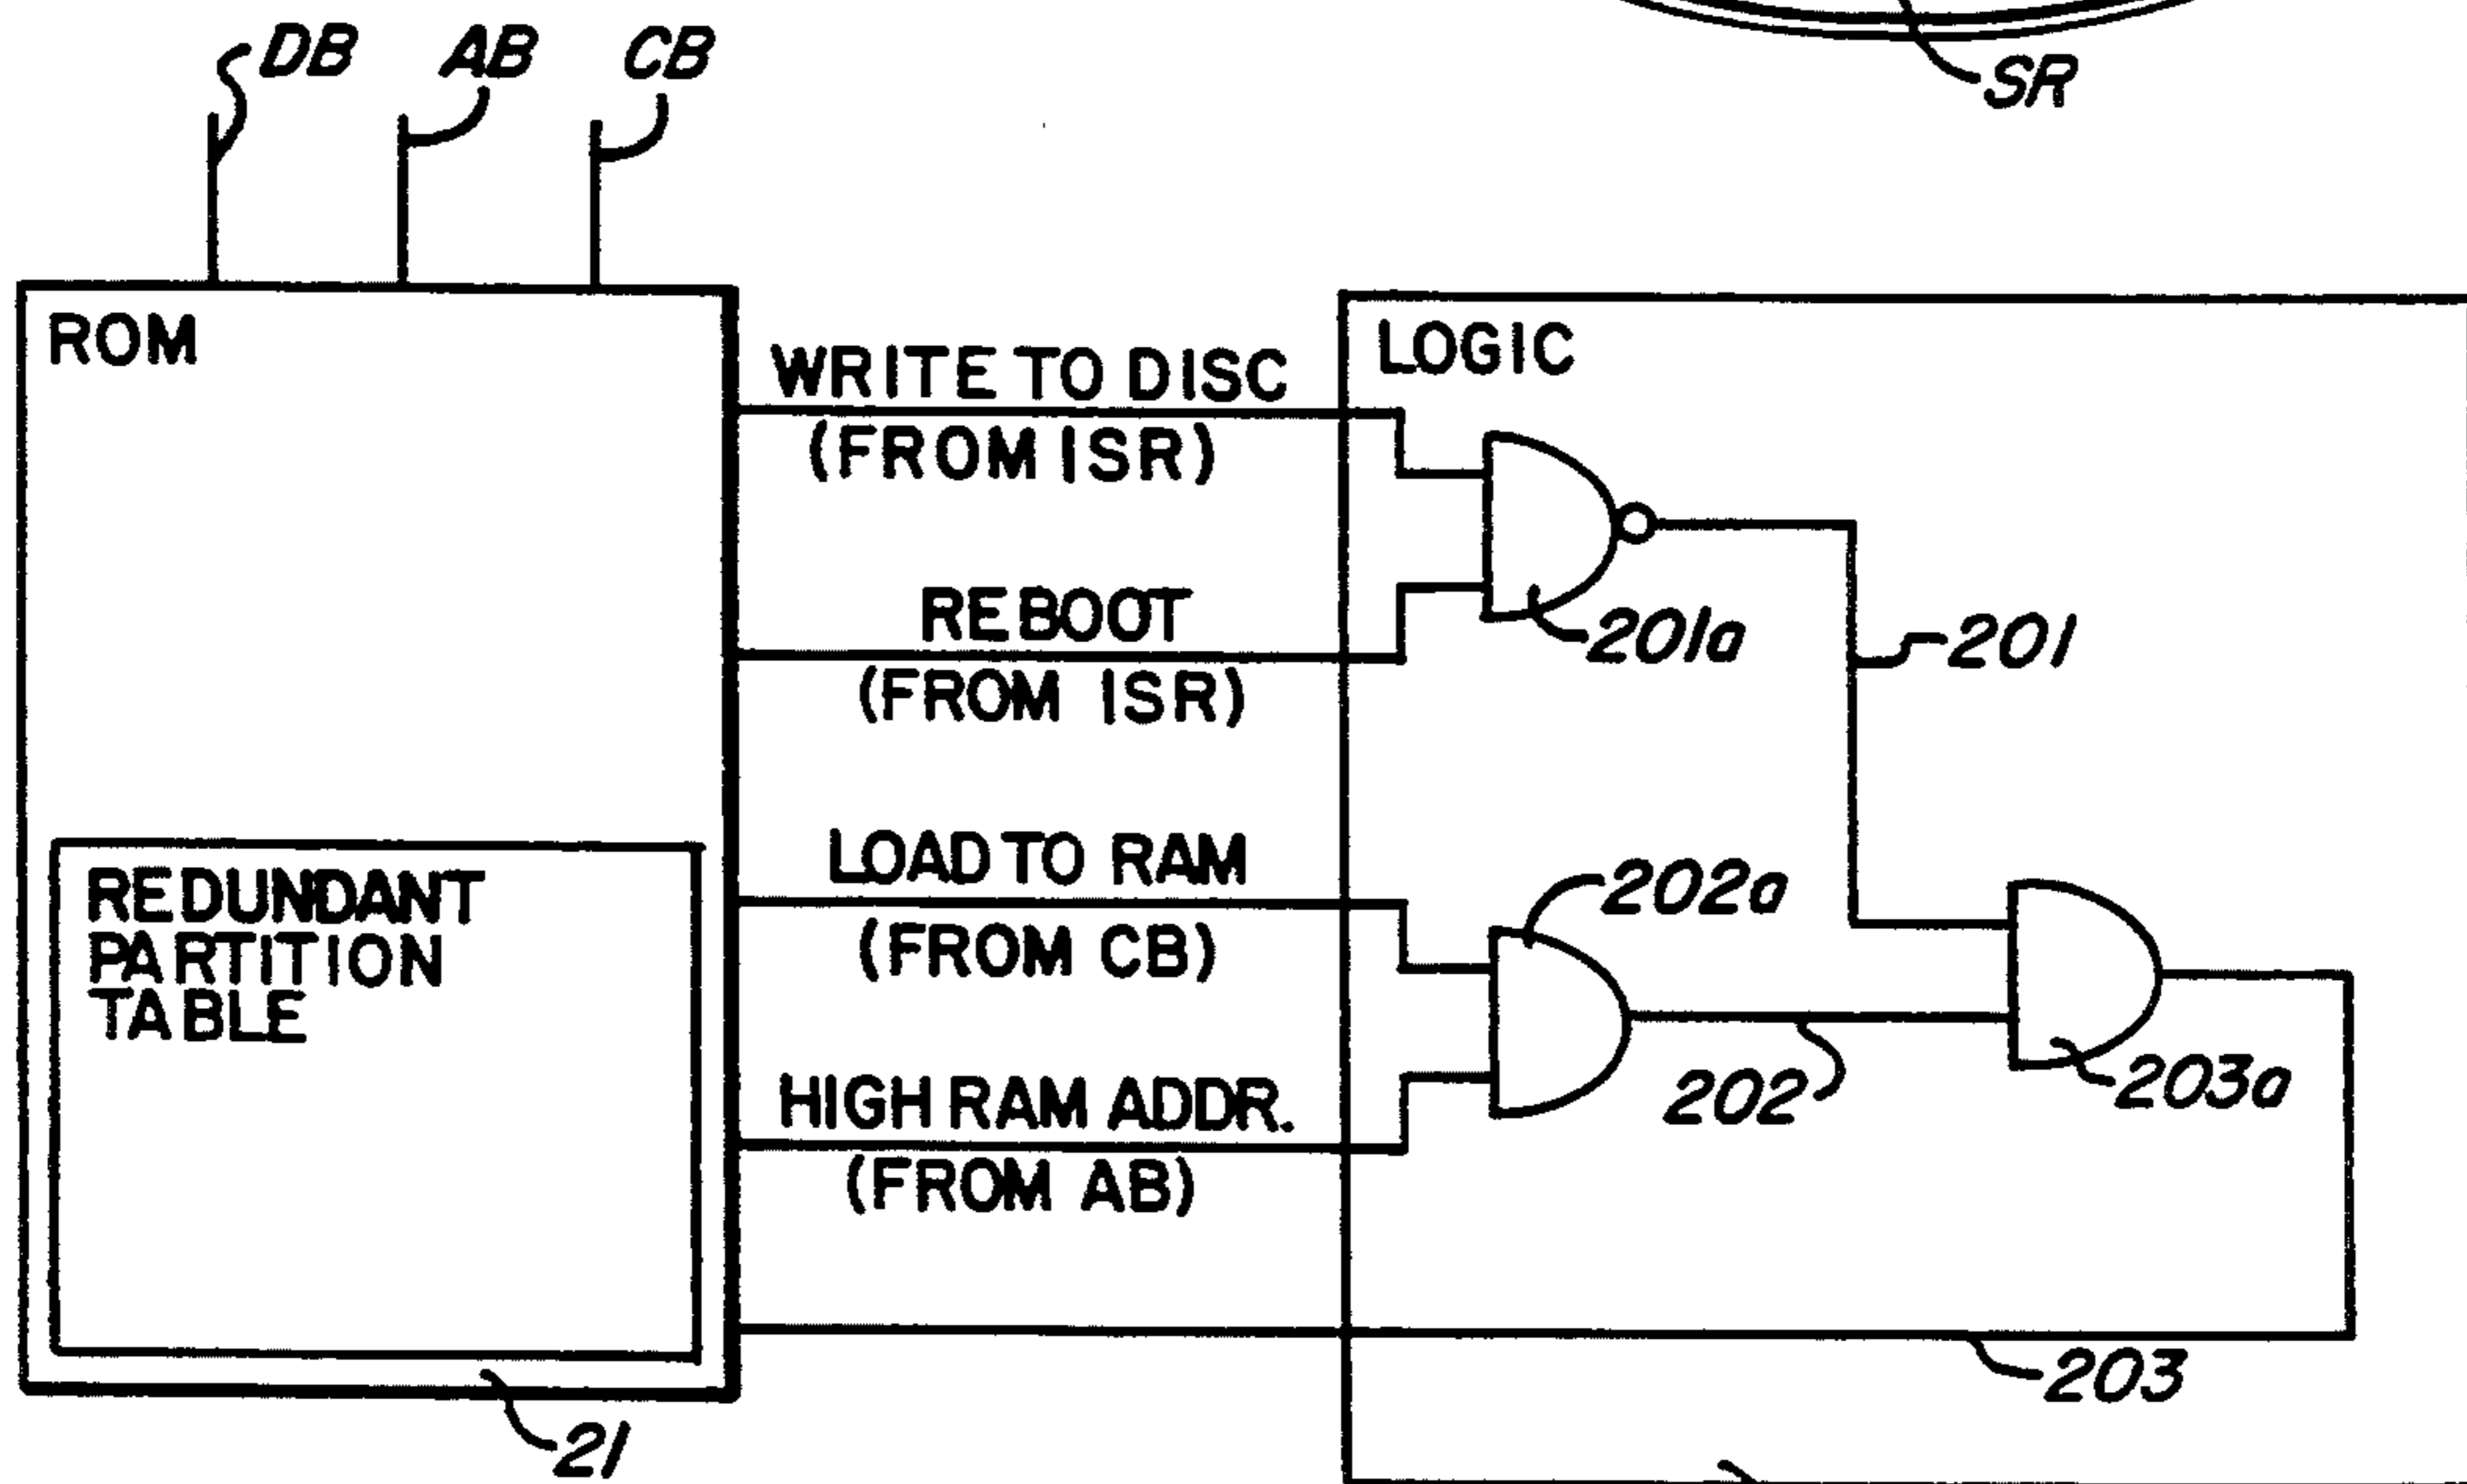 DB AB CB
SR
ROM
LOGIC
WRITE TO DISC
(FROM ISR)
201a
REBOOT
(FROM ISR)
201
LOAD TO RAM
(FROM CB)
202a
REDUNDANT
PARTITION
TABLE
HIGH RAM ADDR.
(FROM AB)
202
203a
203
21